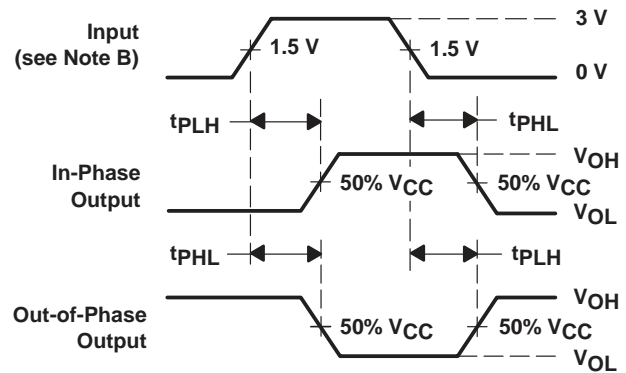 Input
(see Note B)
1.5 V
1.5 V
3 V
0 V
tPLH
tPHL
In-Phase
Output
50% VCC
50% VCC
VOH
VOL
tPHL
tPLH
Out-of-Phase
Output
50% VCC
50% VCC
VOH
VOL